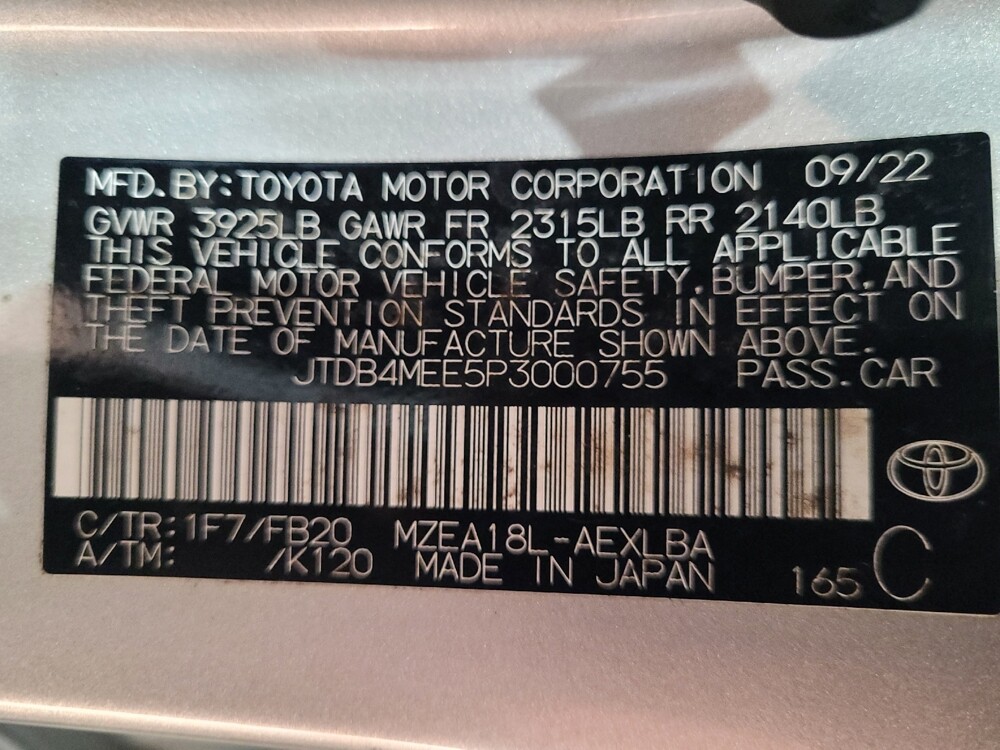 MFD. BY: TOYOTA MOTOR CORPORATION 09/22
GVWR 3925LB GAWR FR 2315LB RR 2140LB
THIS VEHICLE CONFORMS TO ALL APPLICABLE
FEDERAL MOTOR VEHICLE SAFETY, BUMPER, AND
THEFT PREVENTION STANDARDS IN EFFECT ON
THE DATE OF MANUFACTURE SHOWN ABOVE.
JTDB4MEE5P3000755 PASS. CAR
C/TR: 1F7/FB20 MZEA18L-AEXLBA
A/TM: /K120 MADE IN JAPAN 165 C